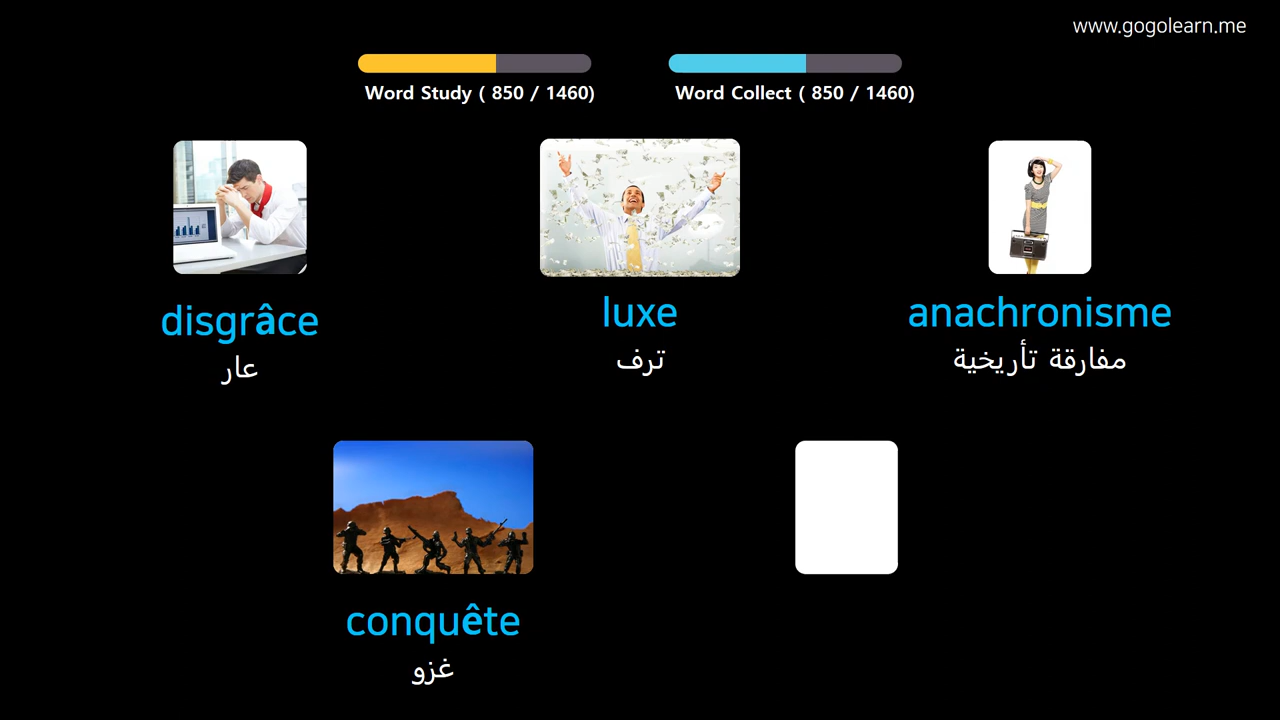 www.gogolearn.me
Word Study ( 850 / 1460)
Word Collect ( 850 / 1460)
disgrâce
عار
luxe
ترف
anachronisme
مفارقة تأريخية
conquête
غزو